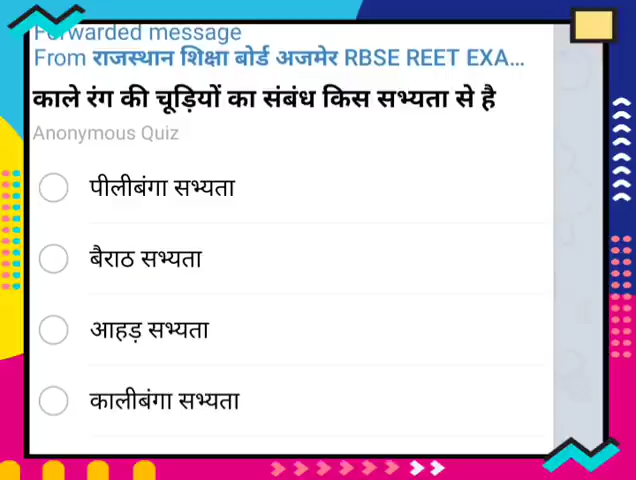 Forwarded message
From राजस्थान शिक्षा बोर्ड अजमेर RBSE REET EXA...
काले रंग की चूड़ियों का संबंध किस सभ्यता से है
Anonymous Quiz
पीलीबंगा सभ्यता
बैराठ सभ्यता
आहड़ सभ्यता
कालीबंगा सभ्यता